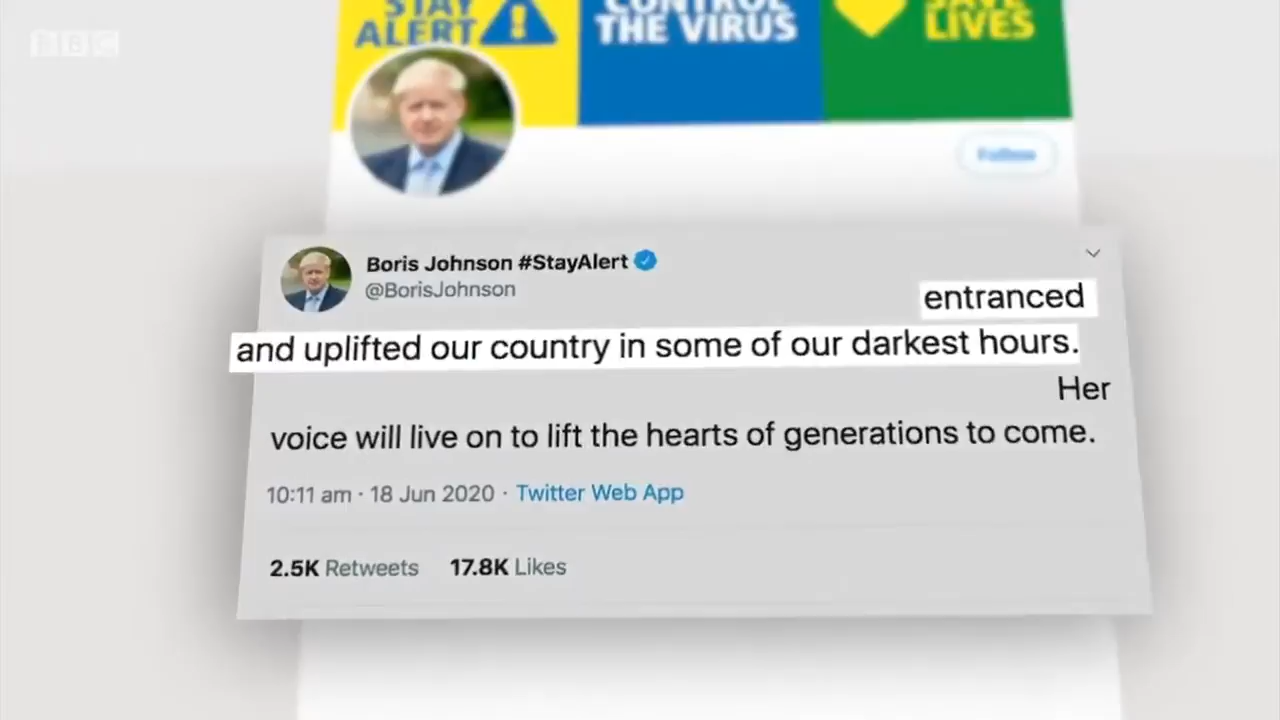 BBC
STAY
ALERT
CONTROL
THE VIRUS
SAVE
LIVES
Follow
Boris Johnson #StayAlert
@BorisJohnson
entranced
and uplifted our country in some of our darkest hours.
Her
voice will live on to lift the hearts of generations to come.
10:11 am · 18 Jun 2020 · Twitter Web App
2.5K Retweets 17.8K Likes